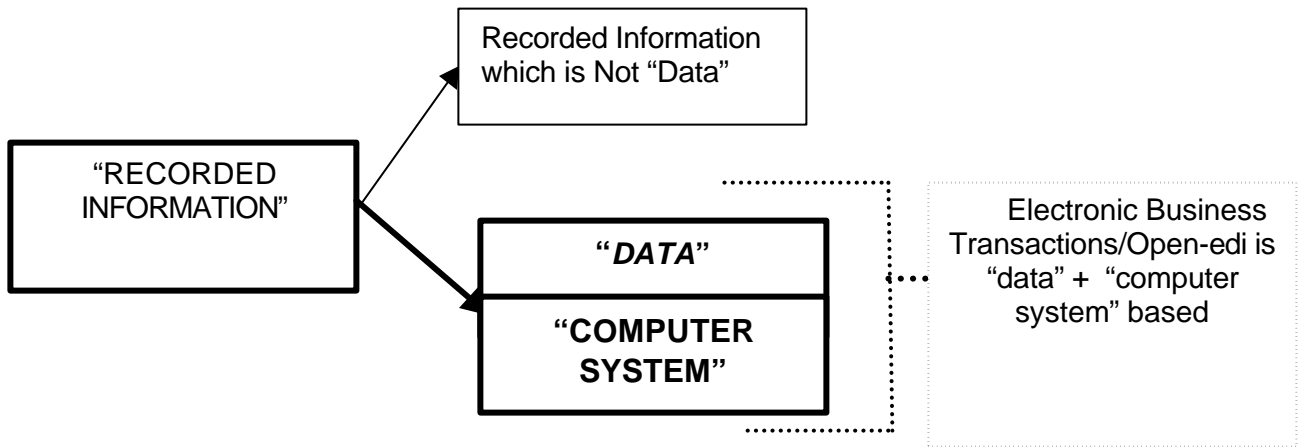 Recorded Information
which is Not “Data”
“RECORDED
INFORMATION”
“DATA”
“COMPUTER
SYSTEM”
Electronic Business
Transactions/Open-edi is
“data” + “computer
system” based